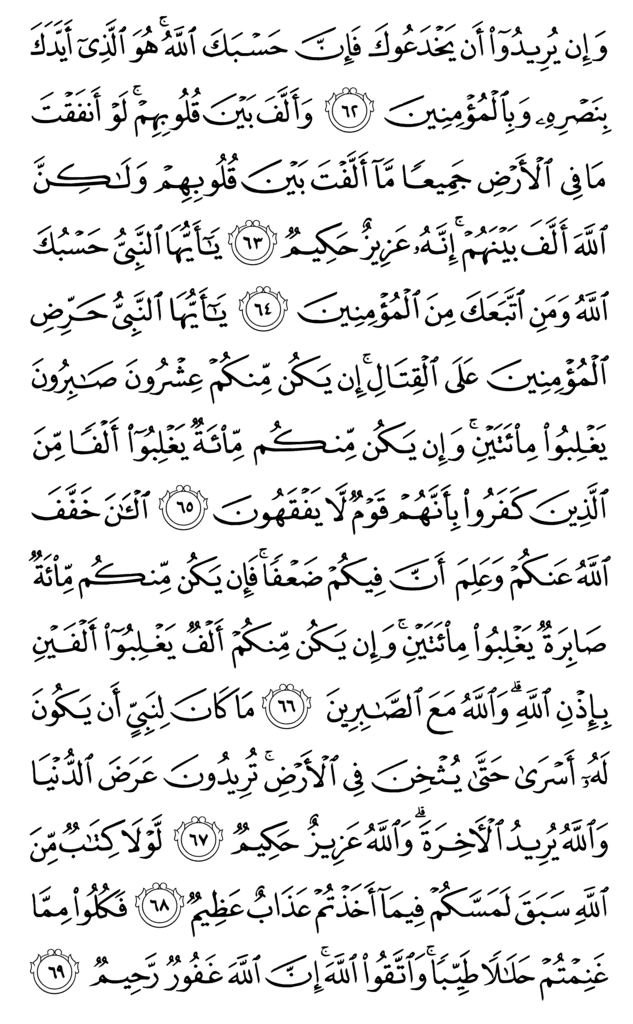 وَإِن يُرِيدُوٓاْ أَن يَخۡدَعُوكَ فَإِنَّ حَسۡبَكَ ٱللَّهُۚ هُوَ ٱلَّذِيٓ أَيَّدَكَ
بِنَصۡرِهِۦ وَبِٱلۡمُؤۡمِنِينَ ٦٢ وَأَلَّفَ بَيۡنَ قُلُوبِهِمۡۚ لَوۡ أَنفَقۡتَ
مَا فِي ٱلۡأَرۡضِ جَمِيعٗا مَّآ أَلَّفۡتَ بَيۡنَ قُلُوبِهِمۡ وَلَٰكِنَّ
ٱللَّهَ أَلَّفَ بَيۡنَهُمۡۚ إِنَّهُۥ عَزِيزٌ حَكِيمٞ ٦٣ يَٰٓأَيُّهَا ٱلنَّبِيُّ حَسۡبُكَ
ٱللَّهُ وَمَنِ ٱتَّبَعَكَ مِنَ ٱلۡمُؤۡمِنِينَ ٦٤ يَٰٓأَيُّهَا ٱلنَّبِيُّ حَرِّضِ
ٱلۡمُؤۡمِنِينَ عَلَى ٱلۡقِتَالِۚ إِن يَكُن مِّنكُمۡ عِشۡرُونَ صَٰبِرُونَ
يَغۡلِبُواْ مِاْئَتَيۡنِۚ وَإِن يَكُن مِّنكُم مِّاْئَةٞ يَغۡلِبُوٓاْ أَلۡفٗا مِّنَ
ٱلَّذِينَ كَفَرُواْ بِأَنَّهُمۡ قَوۡمٞ لَّا يَفۡقَهُونَ ٦٥ ٱلۡـَٰٔنَ خَفَّفَ
ٱللَّهُ عَنكُمۡ وَعَلِمَ أَنَّ فِيكُمۡ ضَعۡفٗاۚ فَإِن يَكُن مِّنكُم مِّاْئَةٞ
صَابِرَةٞ يَغۡلِبُواْ مِاْئَتَيۡنِۚ وَإِن يَكُن مِّنكُمۡ أَلۡفٞ يَغۡلِبُوٓاْ أَلۡفَيۡنِ
بِإِذۡنِ ٱللَّهِۗ وَٱللَّهُ مَعَ ٱلصَّٰبِرِينَ ٦٦ مَا كَانَ لِنَبِيٍّ أَن يَكُونَ
لَهُۥٓ أَسۡرَىٰ حَتَّىٰ يُثۡخِنَ فِي ٱلۡأَرۡضِۚ تُرِيدُونَ عَرَضَ ٱلدُّنۡيَا
وَٱللَّهُ يُرِيدُ ٱلۡأٓخِرَةَۗ وَٱللَّهُ عَزِيزٌ حَكِيمٞ ٦٧ لَّوۡلَا كِتَٰبٞ مِّنَ
ٱللَّهِ سَبَقَ لَمَسَّكُمۡ فِيمَآ أَخَذۡتُمۡ عَذَابٌ عَظِيمٞ ٦٨ فَكُلُواْ مِمَّا
غَنِمۡتُمۡ حَلَٰلٗا طَيِّبٗاۚ وَٱتَّقُواْ ٱللَّهَۚ إِنَّ ٱللَّهَ غَفُورٞ رَّحِيمٞ ٦٩